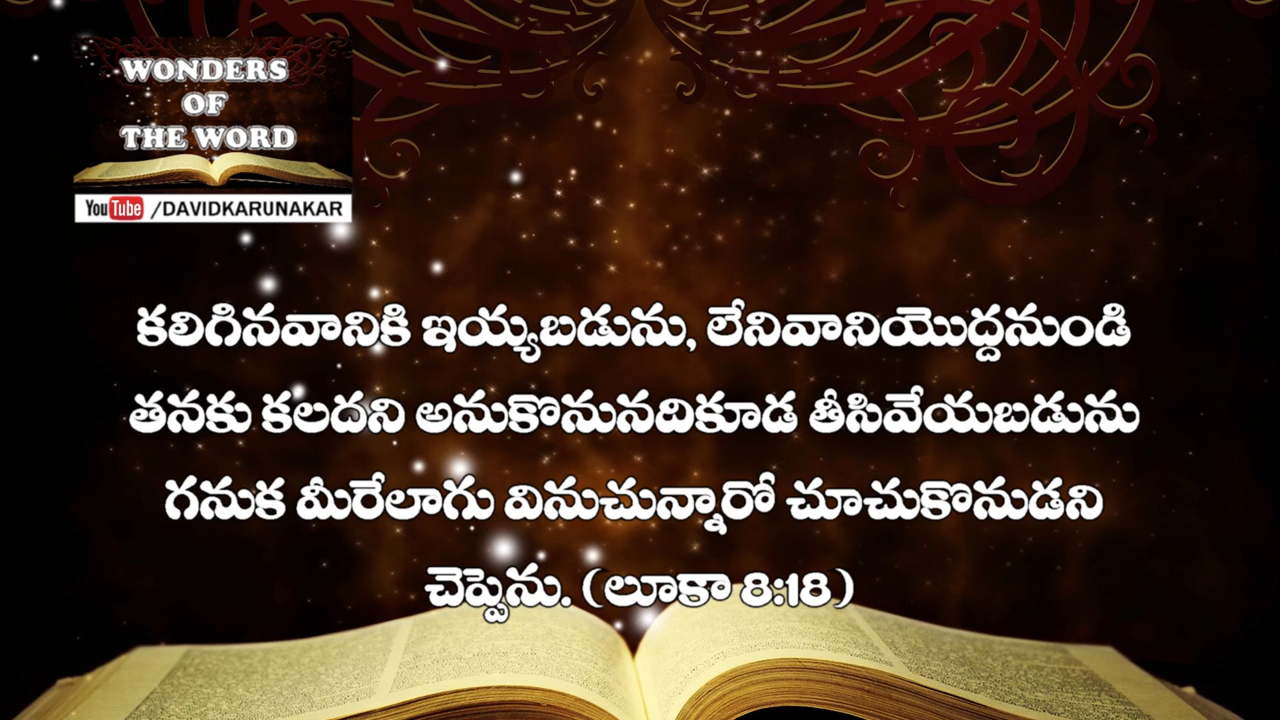 WONDERS
OF
THE WORD
YouTube /DAVIDKARUNAKAR
కలిగినవానికి ఇయ్యబడును, లేనివానియొద్దనుండి
తనకు కలదని అనుకొనునదికూడ తీసివేయబడును
గనుక మీరేలాగు వినుచున్నారో చూచుకొనుడని
చెప్పెను. (లూకా 8:18)